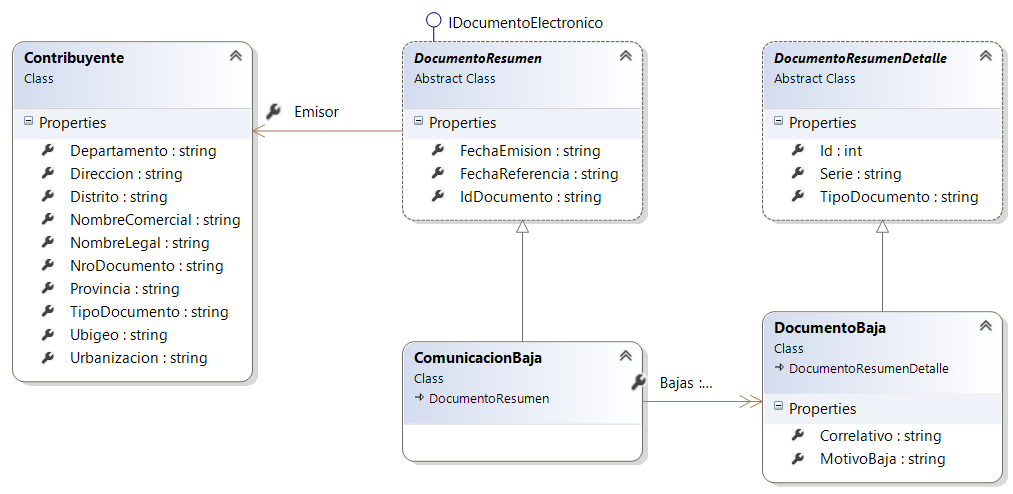 IDocumentoElectronico
Contribuyente
Class
Properties
Departamento : string
Direccion : string
Distrito : string
NombreComercial : string
NombreLegal : string
NroDocumento : string
Provincia : string
TipoDocumento : string
Ubigeo : string
Urbanizacion : string
Emisor
DocumentoResumen
Abstract Class
Properties
FechaEmision : string
FechaReferencia : string
IdDocumento : string
DocumentoResumenDetalle
Abstract Class
Properties
Id : int
Serie : string
TipoDocumento : string
ComunicacionBaja
Class
DocumentoResumen
Bajas :...
DocumentoBaja
Class
DocumentoResumenDetalle
Properties
Correlativo : string
MotivoBaja : string